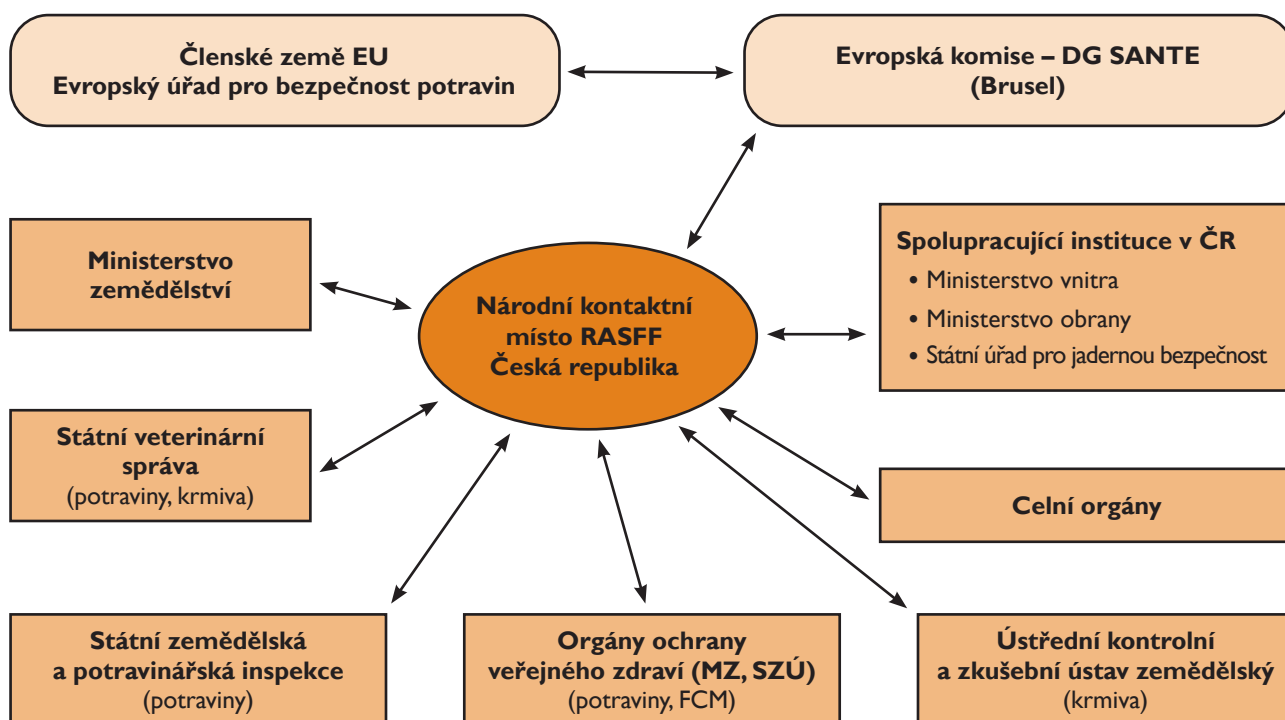 Členské země EU
Evropský úřad pro bezpečnost potravin
Evropská komise – DG SANTE
(Brusel)
Ministerstvo
zemědělství
Národní kontaktní
místo RASFF
Česká republika
Spolupracující instituce v ČR
• Ministerstvo vnitra
• Ministerstvo obrany
• Státní úřad pro jadernou bezpečnost
Státní veterinární
správa
(potraviny, krmiva)
Celní orgány
Státní zemědělská
a potravinářská inspekce
(potraviny)
Orgány ochrany
veřejného zdraví (MZ, SZÚ)
(potraviny, FCM)
Ústřední kontrolní
a zkušební ústav zemědělský
(krmiva)